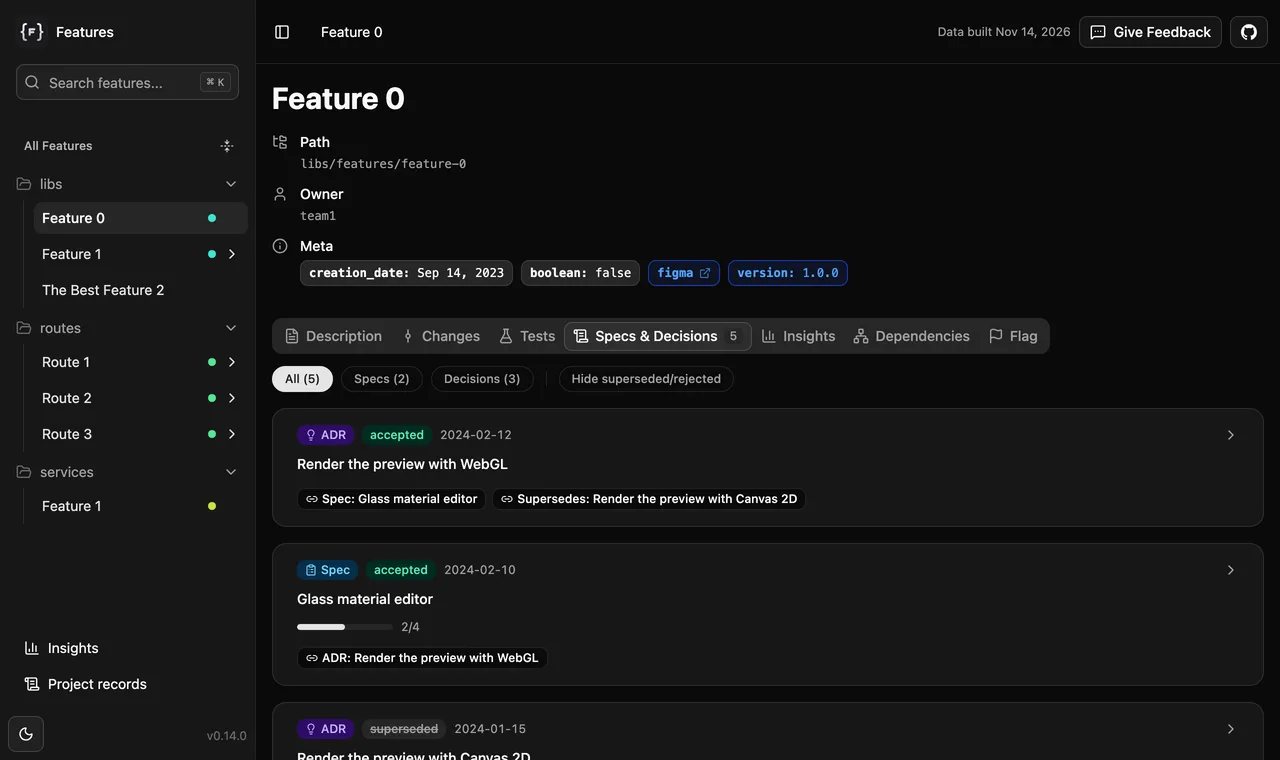 {F} Features
Feature 0
Data built Nov 14, 2026
Give Feedback
Search features...
⌘ K
Feature 0
All Features
Path
libs/features/feature-0
libs
Owner
team1
Feature 0
Feature 1
Meta
creation_date: Sep 14, 2023
boolean: false
figma
version: 1.0.0
The Best Feature 2
routes
Description
Changes
Tests
Specs & Decisions 5
Insights
Dependencies
Flag
Route 1
Route 2
Route 3
All (5)
Specs (2)
Decisions (3)
Hide superseded/rejected
services
Feature 1
ADR accepted 2024-02-12
Render the preview with WebGL
Spec: Glass material editor
Supersedes: Render the preview with Canvas 2D
Spec accepted 2024-02-10
Glass material editor
2/4
ADR: Render the preview with WebGL
Insights
Project records
ADR superseded 2024-01-15
Render the preview with Canvas 2D
v0.14.0